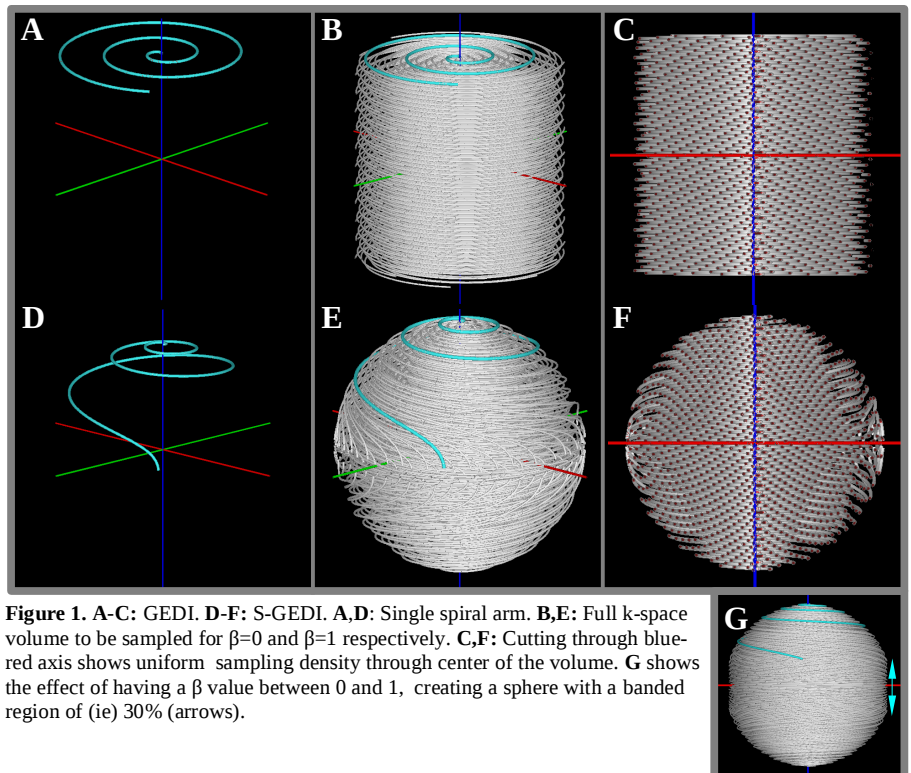 A
B
C
D
E
F
Figure 1. A-C: GEDI. D-F: S-GEDI. A,D: Single spiral arm. B,E: Full k-space
volume to be sampled for β=0 and β=1 respectively. C,F: Cutting through blue-
red axis shows uniform sampling density through center of the volume. G shows
the effect of having a β value between 0 and 1, creating a sphere with a banded
region of (ie) 30% (arrows).
G